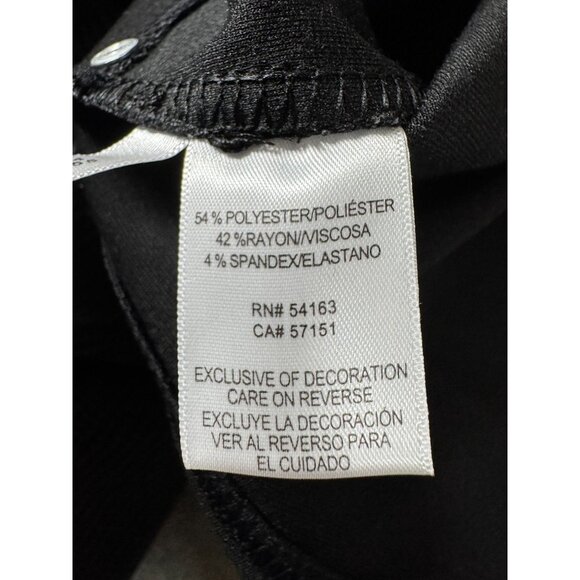 54 % POLYESTER/POLIÉSTER
42 %RAYON/VISCOSA
4 % SPANDEX/ELASTANO
RN# 54163
CA# 57151
EXCLUSIVE OF DECORATION
CARE ON REVERSE
EXCLUYE LA DECORACIÓN
VER AL REVERSO PARA
EL CUIDADO